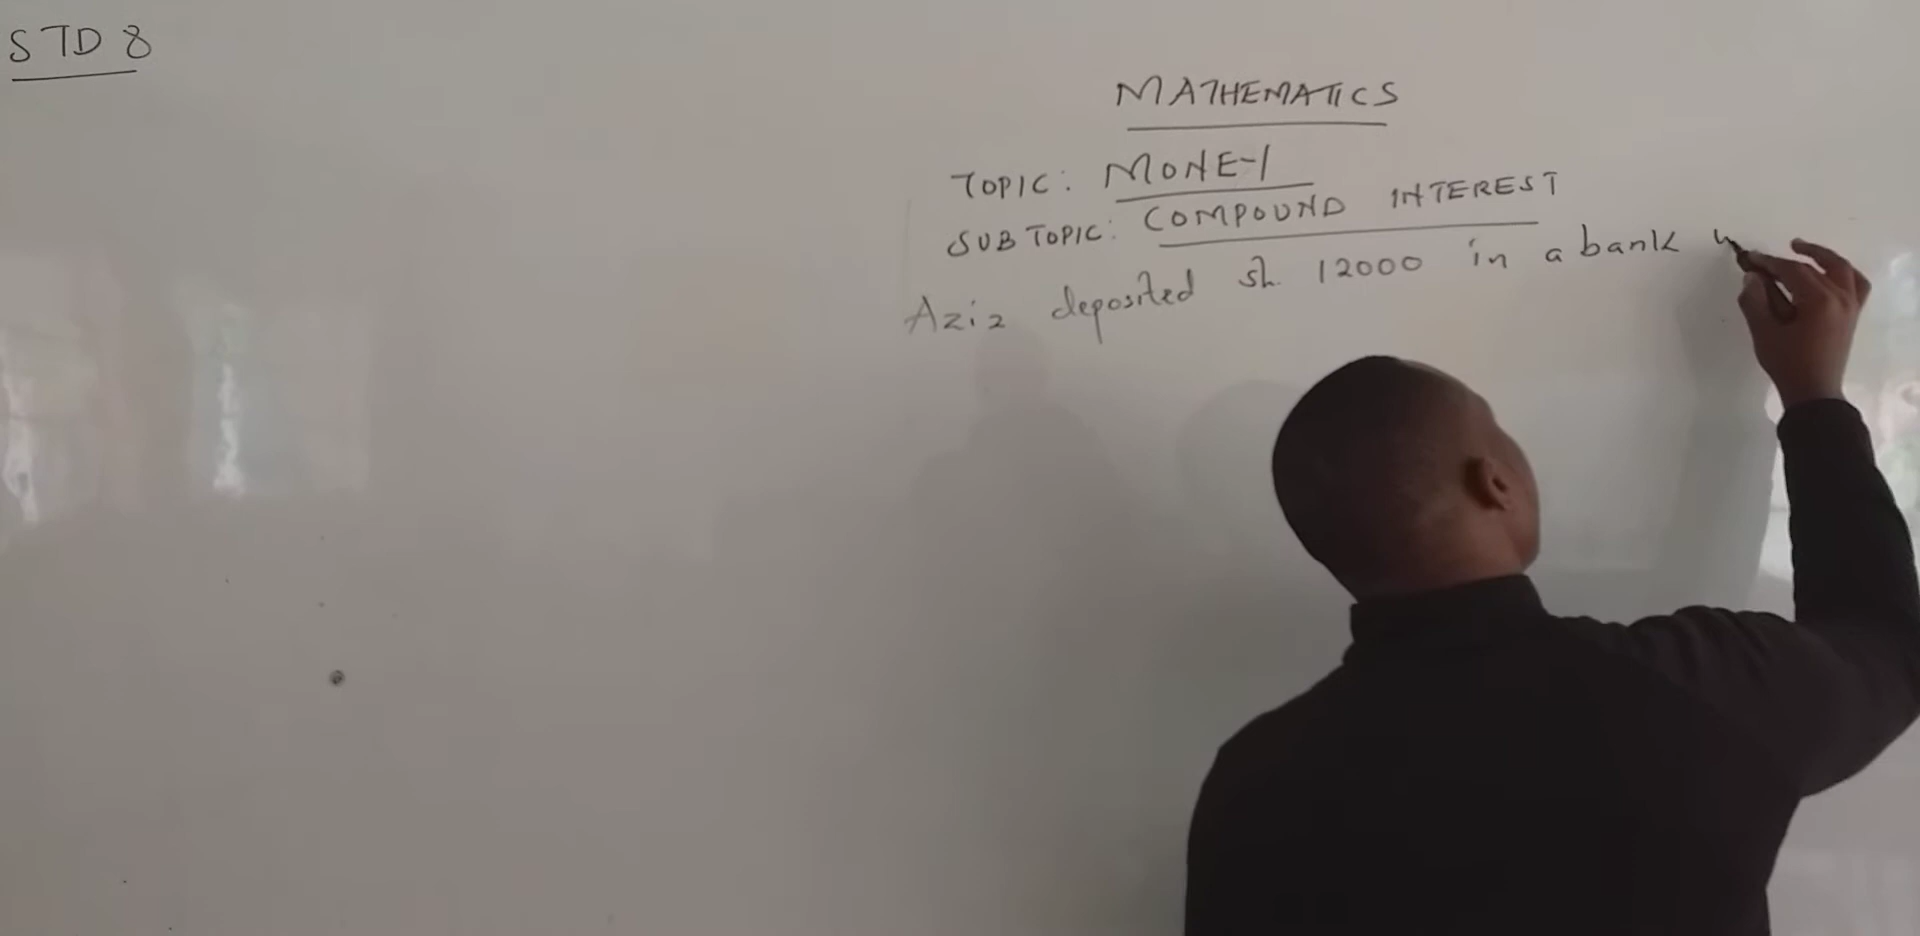 STD 8
MATHEMATICS
TOPIC: MONEY
SUB TOPIC: COMPOUND INTEREST
Aziz deposited sh. 12000 in a bank